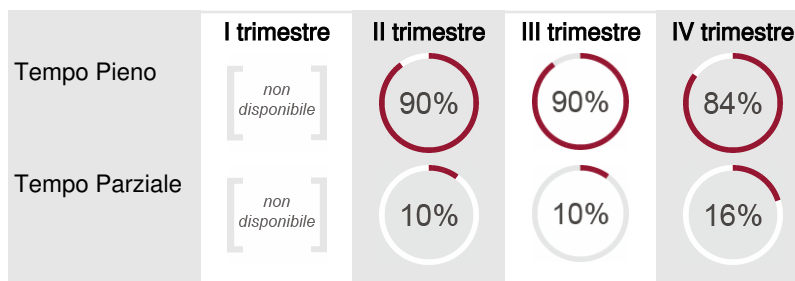 I trimestre II trimestre III trimestre IV trimestre
Tempo Pieno
non
disponibile
90% 90% 84%
Tempo Parziale
non
disponibile
10% 10% 16%